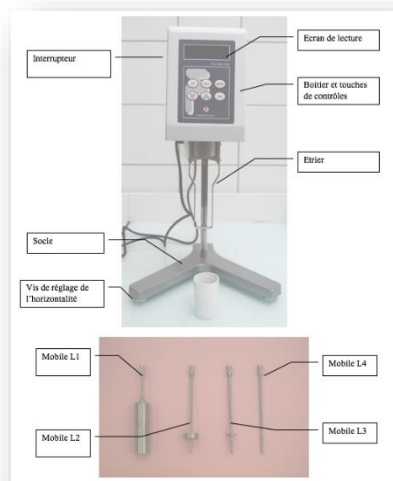 Ecran de lecture
Interrupteur
Boitier et touches
de contrôles
Etrier
Socle
Vis de réglage de
l'horizontalité
Mobile L1
Mobile L4
Mobile L2
Mobile L3